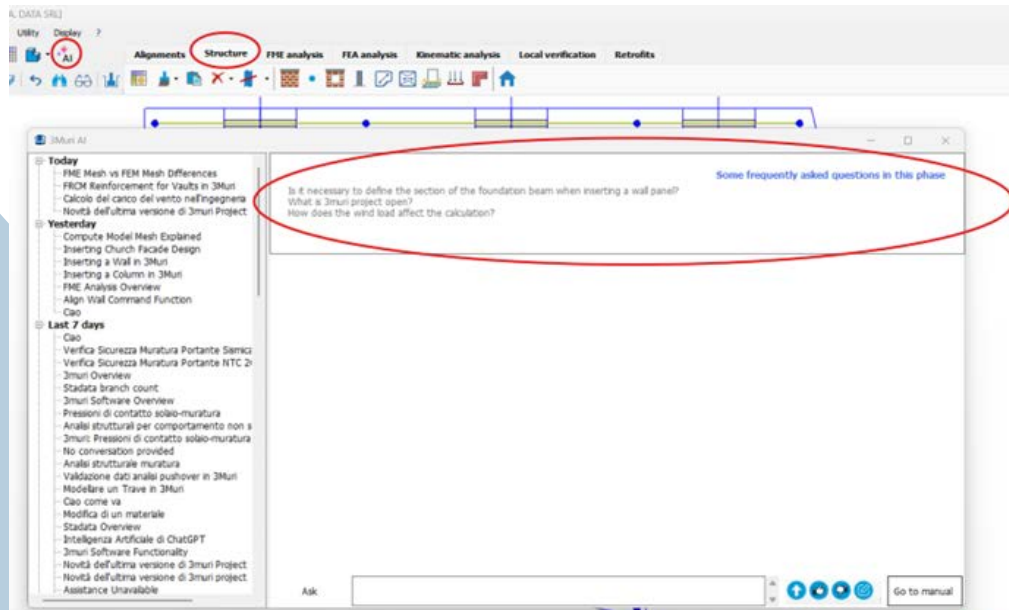 A. DATA SRL]
Utility Display ?
AI
Alignments Structure FME analysis FEA analysis Kinematic analysis Local verification Retrofits
3Muri AI
Today
FME Mesh vs FEM Mesh Differences
FRCM Reinforcement for Vaults in 3Muri
Calcolo del carico del vento nell'ingegneria
Novità dell'ultima versione di 3muri Project
Yesterday
Compute Model Mesh Explained
Inserting Church Facade Design
Inserting a Wall in 3Muri
Inserting a Column in 3Muri
FME Analysis Overview
Align Wall Command Function
Cao
Last 7 days
Cao
Verifica Sicurezza Muratura Portante Sismica
Verifica Sicurezza Muratura Portante NTC 2
3muri Overview
Stadata branch count
3muri Software Overview
Pressioni di contatto solaio-muratura
Analisi strutturali per comportamento non s
3muri: Pressioni di contatto solaio-muratura
No conversation provided
Analisi strutturale muratura
Validazione dati analisi pushover in 3Muri
Modellare un Trave in 3Muri
Ciao come va
Modifica di un materiale
Stadata Overview
Intelligenza Artificiale di ChatGPT
3muri Software Functionality
Novità dell'ultima versione di 3muri Project
Novità dell'ultima versione di 3muri project
Assistance Unavailable
Some frequently asked questions in this phase
Is it necessary to define the section of the foundation beam when inserting a wall panel?
What is 3muri project open?
How does the wind load affect the calculation?
Ask
Go to manual